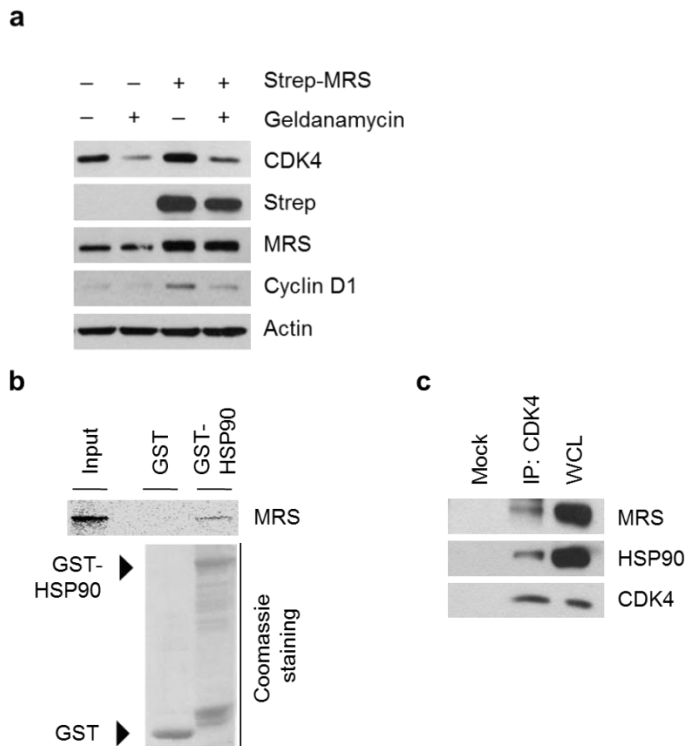 a
– – + + Strep-MRS
– + – + Geldanamycin
CDK4
Strep
MRS
Cyclin D1
Actin
b
Input
GST
GST-
HSP90
MRS
GST-
HSP90
GST
Coomassie
staining
c
Mock
IP: CDK4
WCL
MRS
HSP90
CDK4